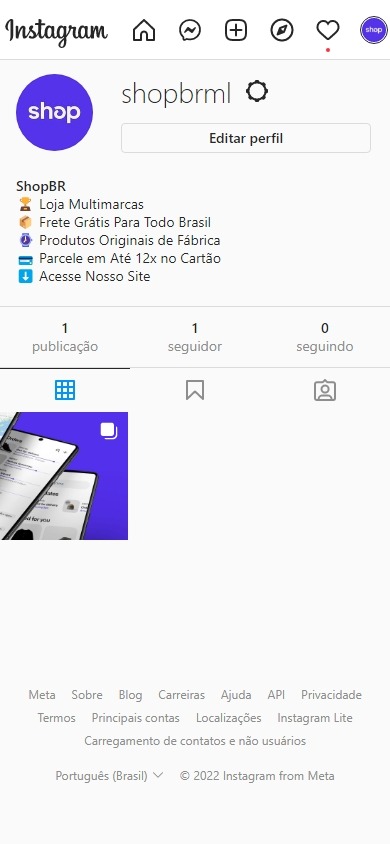 Instagram
shop
shop
shopbrml
Editar perfil
ShopBR
🏆 Loja Multimarcas
📦 Frete Grátis Para Todo Brasil
⌚ Produtos Originais de Fábrica
💳 Parcele em Até 12x no Cartão
⬇️ Acesse Nosso Site
1 1 0
publicação seguidor seguindo
Meta Sobre Blog Carreiras Ajuda API Privacidade
Termos Principais contas Localizações Instagram Lite
Carregamento de contatos e não usuários
Português (Brasil) © 2022 Instagram from Meta